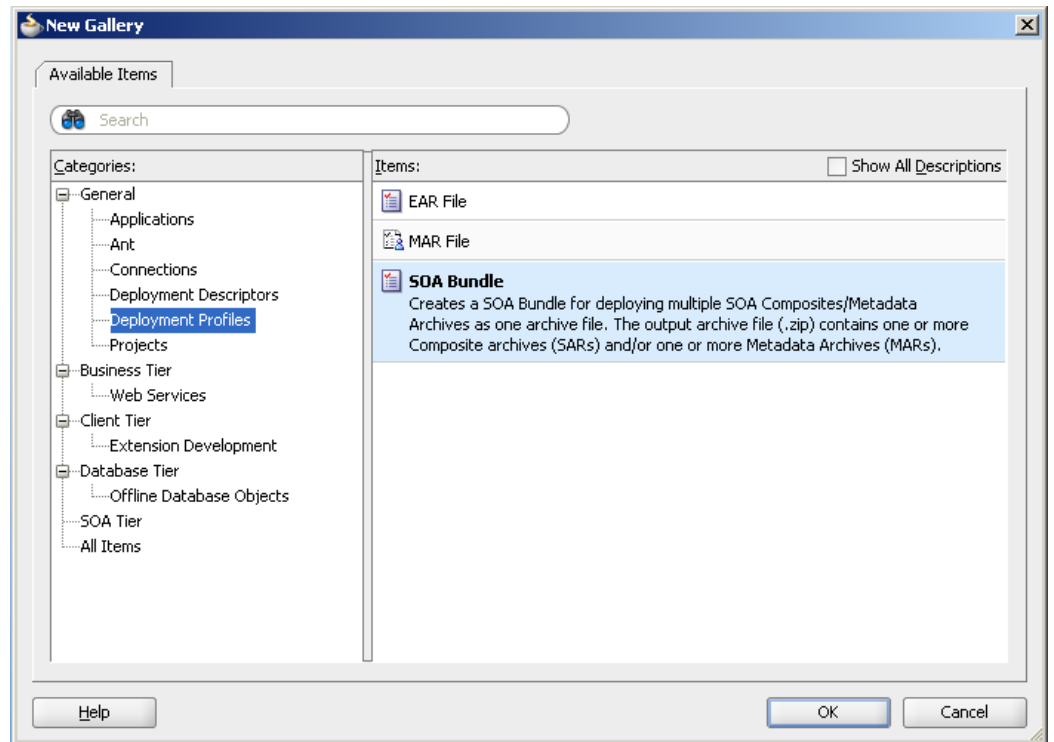 New Gallery
Available Items
Search
Categories:
General
Applications
Ant
Connections
Deployment Descriptors
Deployment Profiles
Projects
Business Tier
Web Services
Client Tier
Extension Development
Database Tier
Offline Database Objects
SOA Tier
All Items
Items:
Show All Descriptions
EAR File
MAR File
SOA Bundle
Creates a SOA Bundle for deploying multiple SOA Composites/Metadata
Archives as one archive file. The output archive file (.zip) contains one or more
Composite archives (SARs) and/or one or more Metadata Archives (MARs).
Help
OK
Cancel